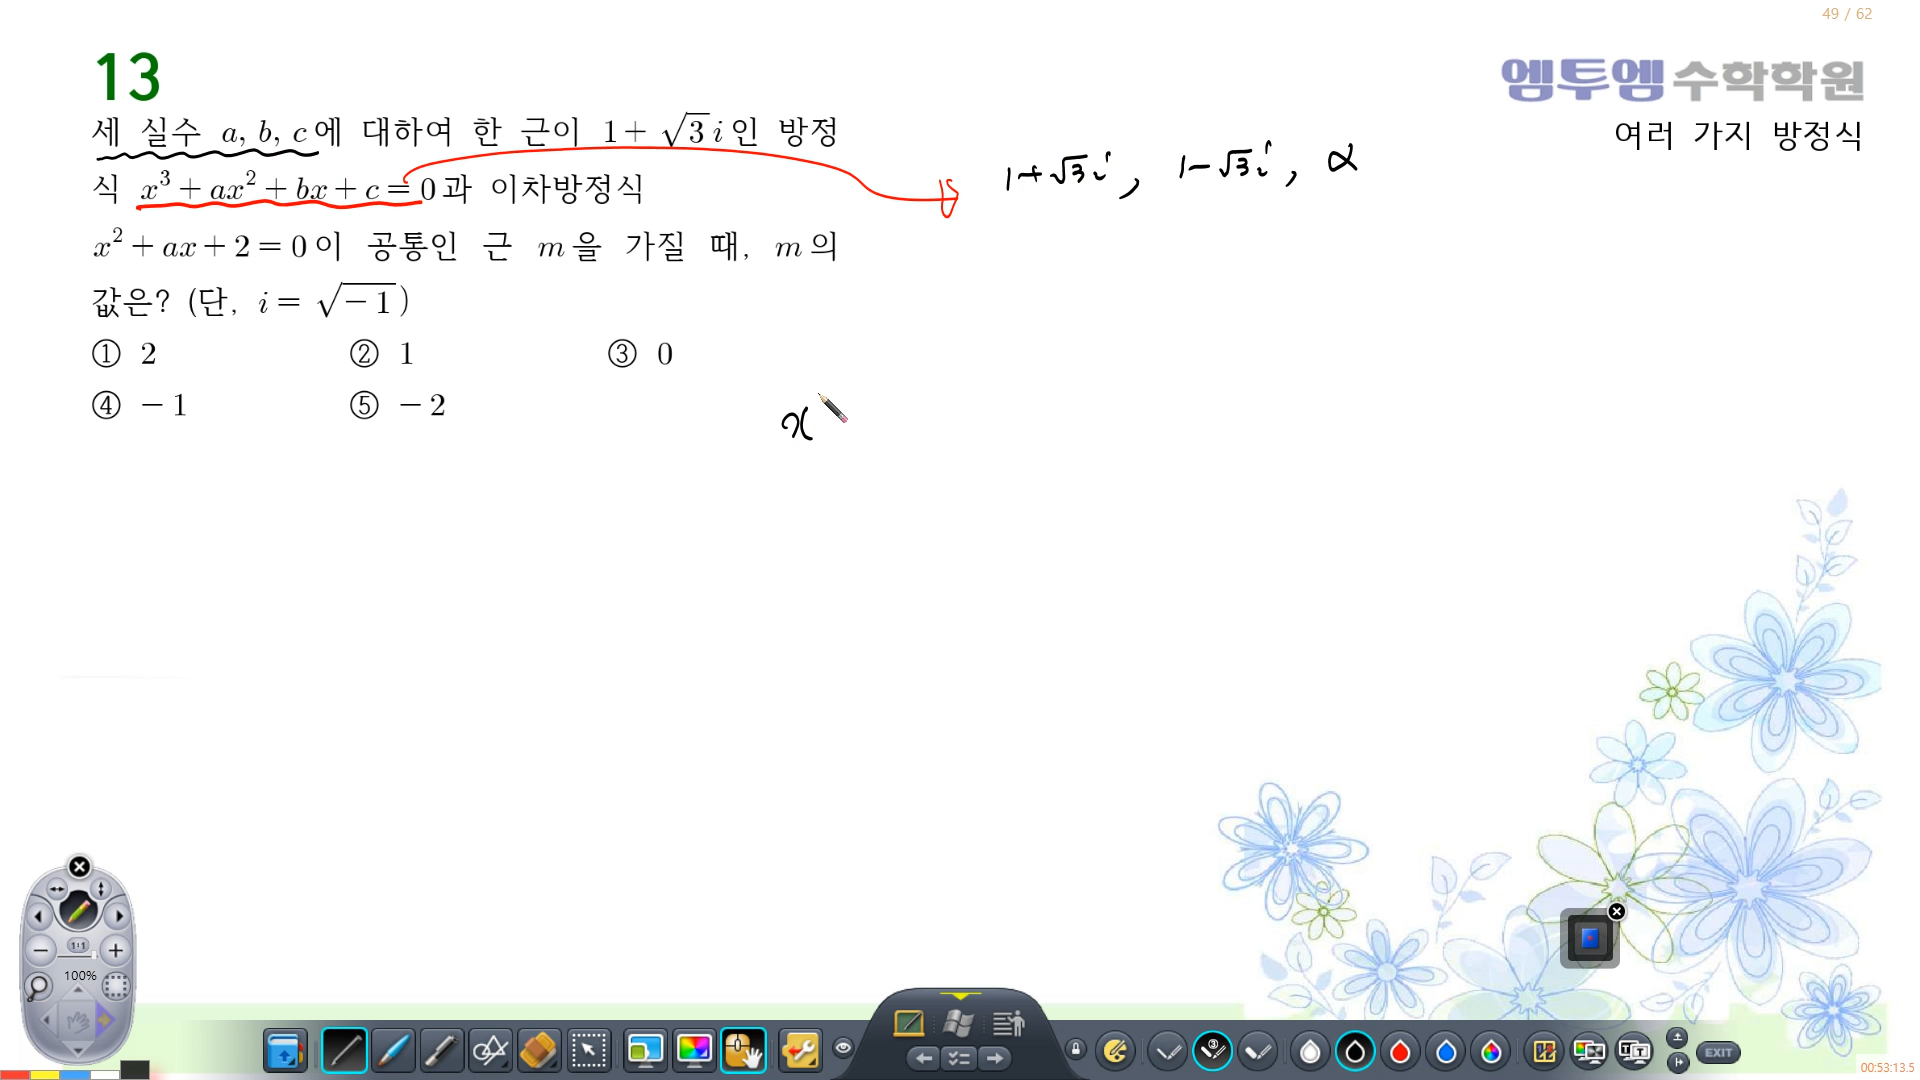 49 / 62
13
엠투엠수학학원
여러 가지 방정식
세 실수 a, b, c에 대하여 한 근이 1+√3i인 방정
식 x³+ax²+bx+c=0과 이차방정식
x²+ax+2=0이 공통인 근 m을 가질 때, m의
값은? (단, i=√-1)
① 2 ② 1 ③ 0
④ -1 ⑤ -2
1+√3i, 1-√3i, α
x
1:1
100%
EXIT
00:53:13.5